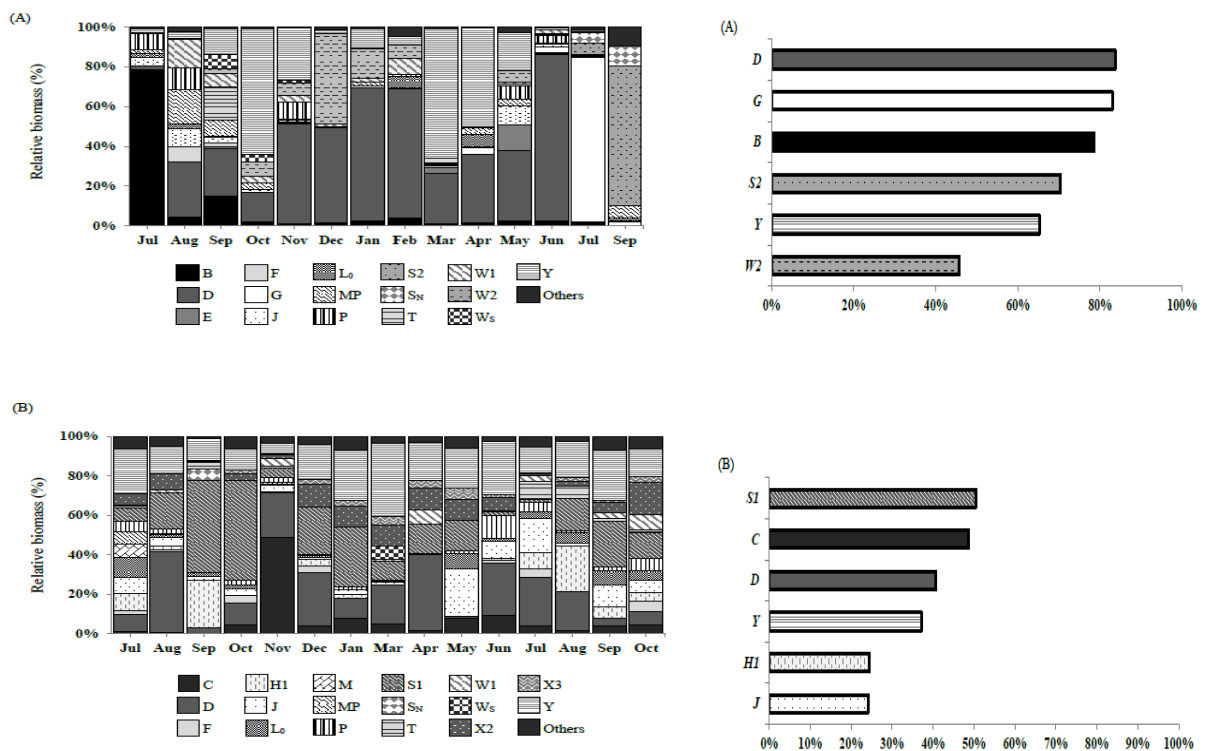 (A)
100%
80%
60%
40%
20%
0%
Relative biomass (%)
Jul Aug Sep Oct Nov Dec Jan Feb Mar Apr May Jun Jul Sep
B F L0 S2 W1 Y
D G MP SN W2 Others
E J P T WS
(A)
D
G
B
S2
Y
W2
0% 20% 40% 60% 80% 100%
(B)
100%
80%
60%
40%
20%
0%
Relative biomass (%)
Jul Aug Sep Oct Nov Dec Jan Mar Apr May Jun Jul Aug Sep Oct
C H1 M S1 W1 X3
D J MP SN Ws Y
F L0 P T X2 Others
(B)
S1
C
D
Y
H1
J
0% 10% 20% 30% 40% 50% 60% 70% 80% 90% 100%